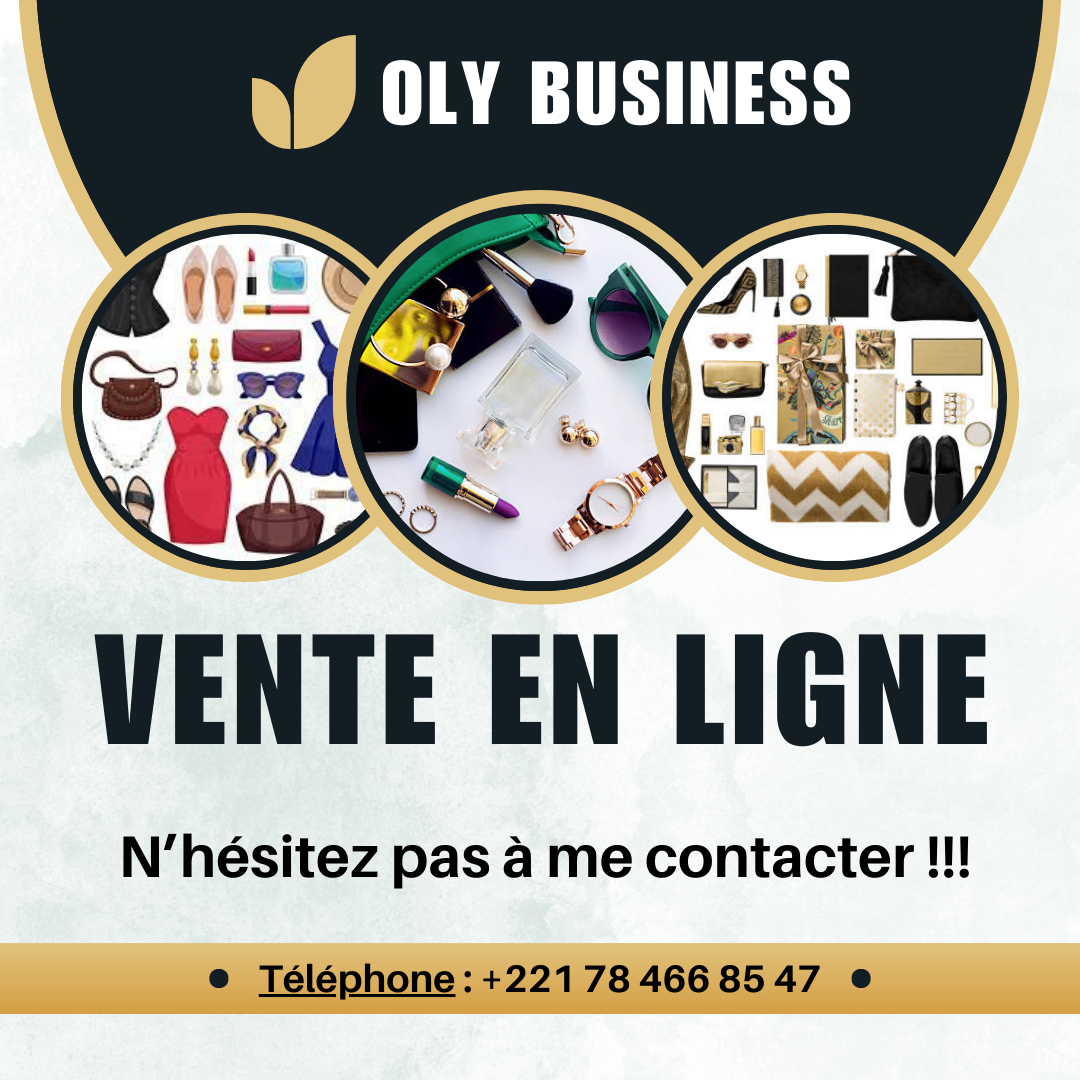 OLY BUSINESS
VENTE EN LIGNE
N’hésitez pas à me contacter !!!
• Téléphone : +221 78 466 85 47 •